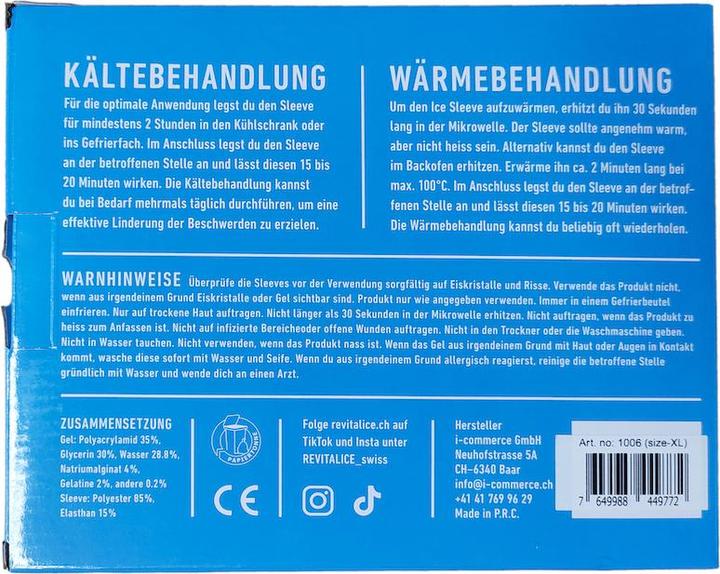 KÄLTEBEHANDLUNG
Für die optimale Anwendung legst du den Sleeve
für mindestens 2 Stunden in den Kühlschrank oder
ins Gefrierfach. Im Anschluss legst du den Sleeve
an der betroffenen Stelle an und lässt diesen 15 bis
20 Minuten wirken. Die Kältebehandlung kannst
du bei Bedarf mehrmals täglich durchführen, um eine
effektive Linderung der Beschwerden zu erzielen.
WÄRMEBEHANDLUNG
Um den Ice Sleeve aufzuwärmen, erhitzt du ihn 30 Sekunden
lang in der Mikrowelle. Der Sleeve sollte angenehm warm,
aber nicht heiss sein. Alternativ kannst du den Sleeve
im Backofen erhitzen. Erwärme ihn ca. 2 Minuten lang bei
max. 100°C. Im Anschluss legst du den Sleeve an der betrof-
fenen Stelle an und lässt diesen 15 bis 20 Minuten wirken.
Die Wärmebehandlung kannst du beliebig oft wiederholen.
WARNHINWEISE Überprüfe die Sleeves vor der Verwendung sorgfältig auf Eiskristalle und Risse. Verwende das Produkt nicht,
wenn aus irgendeinem Grund Eiskristalle oder Gel sichtbar sind. Produkt nur wie angegeben verwenden. Immer in einem Gefrierbeutel
einfrieren. Nur auf trockene Haut auftragen. Nicht länger als 30 Sekunden in der Mikrowelle erhitzen. Nicht auftragen, wenn das Produkt zu
heiss zum Anfassen ist. Nicht auf infizierte Bereicheoder offene Wunden auftragen. Nicht in den Trockner oder die Waschmaschine geben.
Nicht in Wasser tauchen. Nicht verwenden, wenn das Produkt nass ist. Wenn das Gel aus irgendeinem Grund mit Haut oder Augen in Kontakt
kommt, wasche diese sofort mit Wasser und Seife. Wenn du aus irgendeinem Grund allergisch reagierst, reinige die betroffene Stelle
gründlich mit Wasser und wende dich an einen Arzt.
ZUSAMMENSETZUNG
Gel: Polyacrylamid 35%,
Glycerin 30%, Wasser 28.8%,
Natriumalginat 4%,
Gelatine 2%, andere 0.2%
Sleeve: Polyester 85%,
Elasthan 15%
PAPIERTONNE
CE
Folge revitalice.ch auf
TikTok und Insta unter
REVITALICE_swiss
Hersteller
i-commerce GmbH
Neuhofstrasse 5A
CH-6340 Baar
info@i-commerce.ch
+41 41 769 96 29
Made in P.R.C.
Art. no: 1006 (size-XL)
7 649988 449772